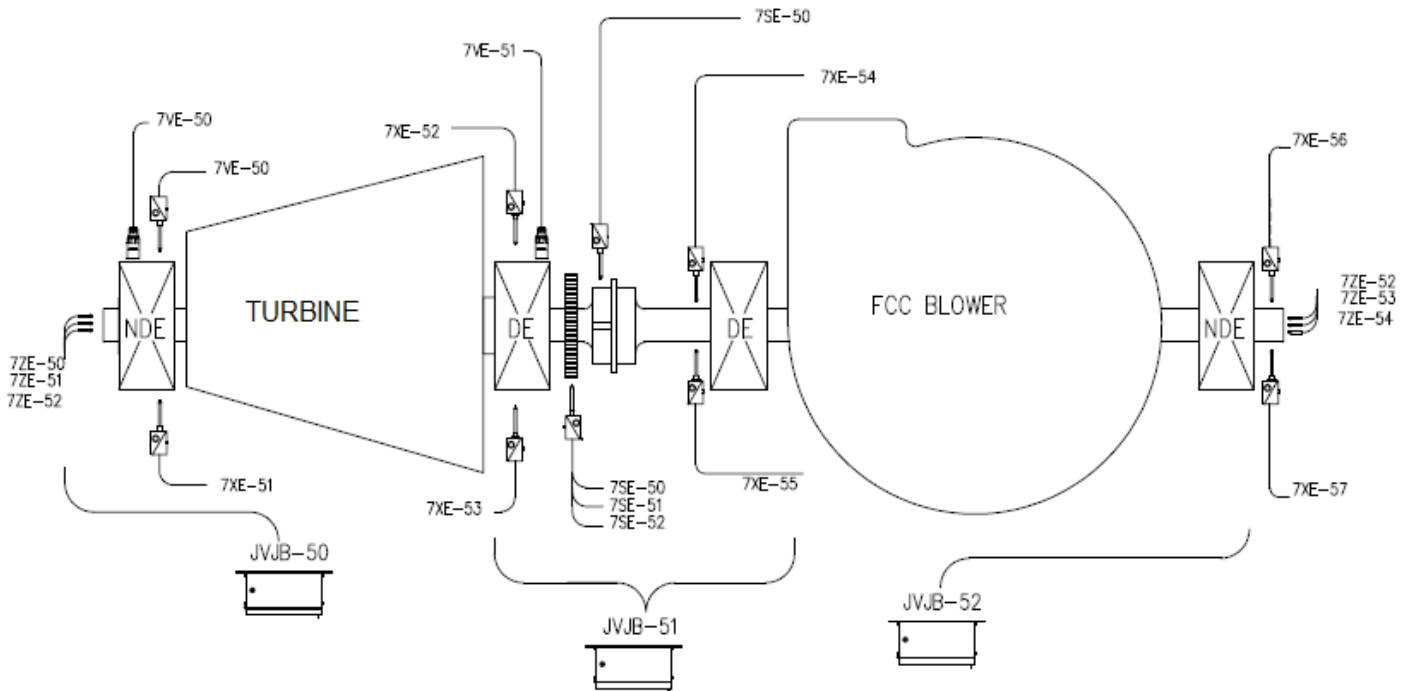 7SE-50
7VE-51
7XE-54
7VE-50
7XE-52
7XE-56
7VE-50
7ZE-52
7ZE-53
7ZE-54
TURBINE
FCC BLOWER
NDE
DE
DE
NDE
7ZE-50
7ZE-51
7ZE-52
7XE-51
7XE-53
7SE-50
7SE-51
7SE-52
7XE-55
7XE-57
JVJB-50
JVJB-51
JVJB-52